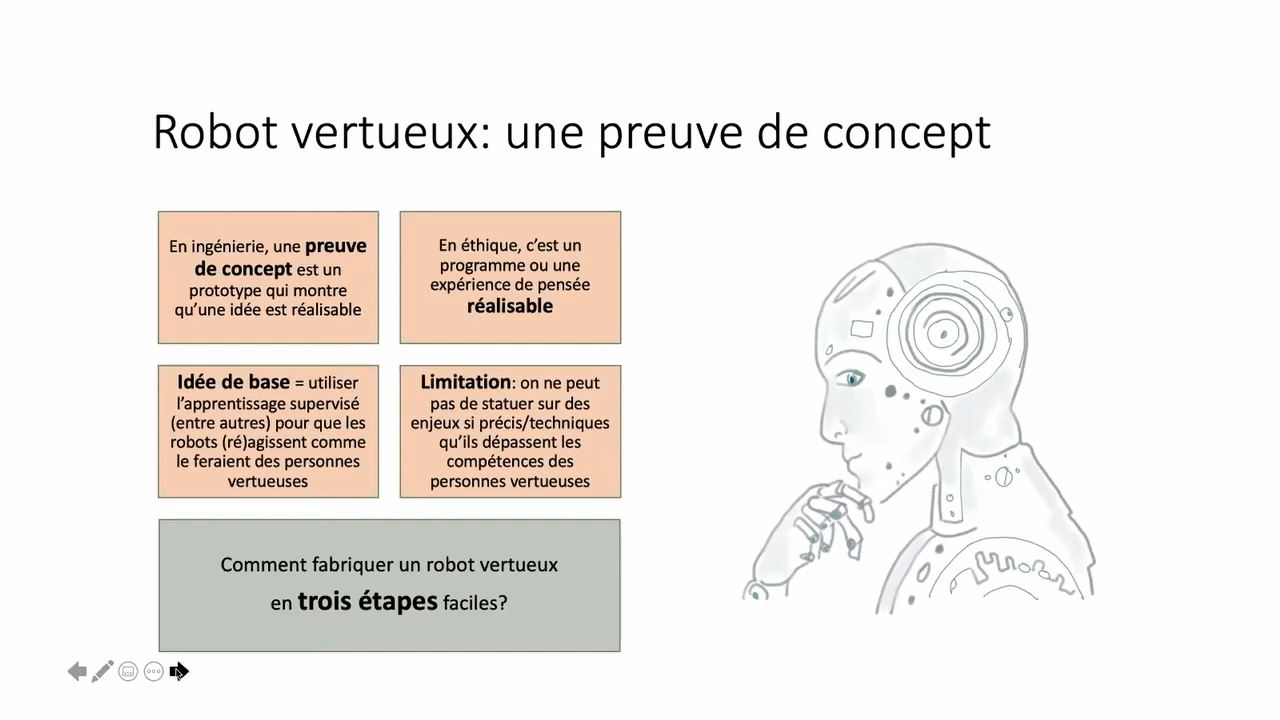 Robot vertueux: une preuve de concept
En ingénierie, une preuve
de concept est un
prototype qui montre
qu'une idée est réalisable
En éthique, c'est un
programme ou une
expérience de pensée
réalisable
Idée de base = utiliser
l'apprentissage supervisé
(entre autres) pour que les
robots (ré)agissent comme
le feraient des personnes
vertueuses
Limitation: on ne peut
pas de statuer sur des
enjeux si précis/techniques
qu'ils dépassent les
compétences des
personnes vertueuses
Comment fabriquer un robot vertueux
en trois étapes faciles?